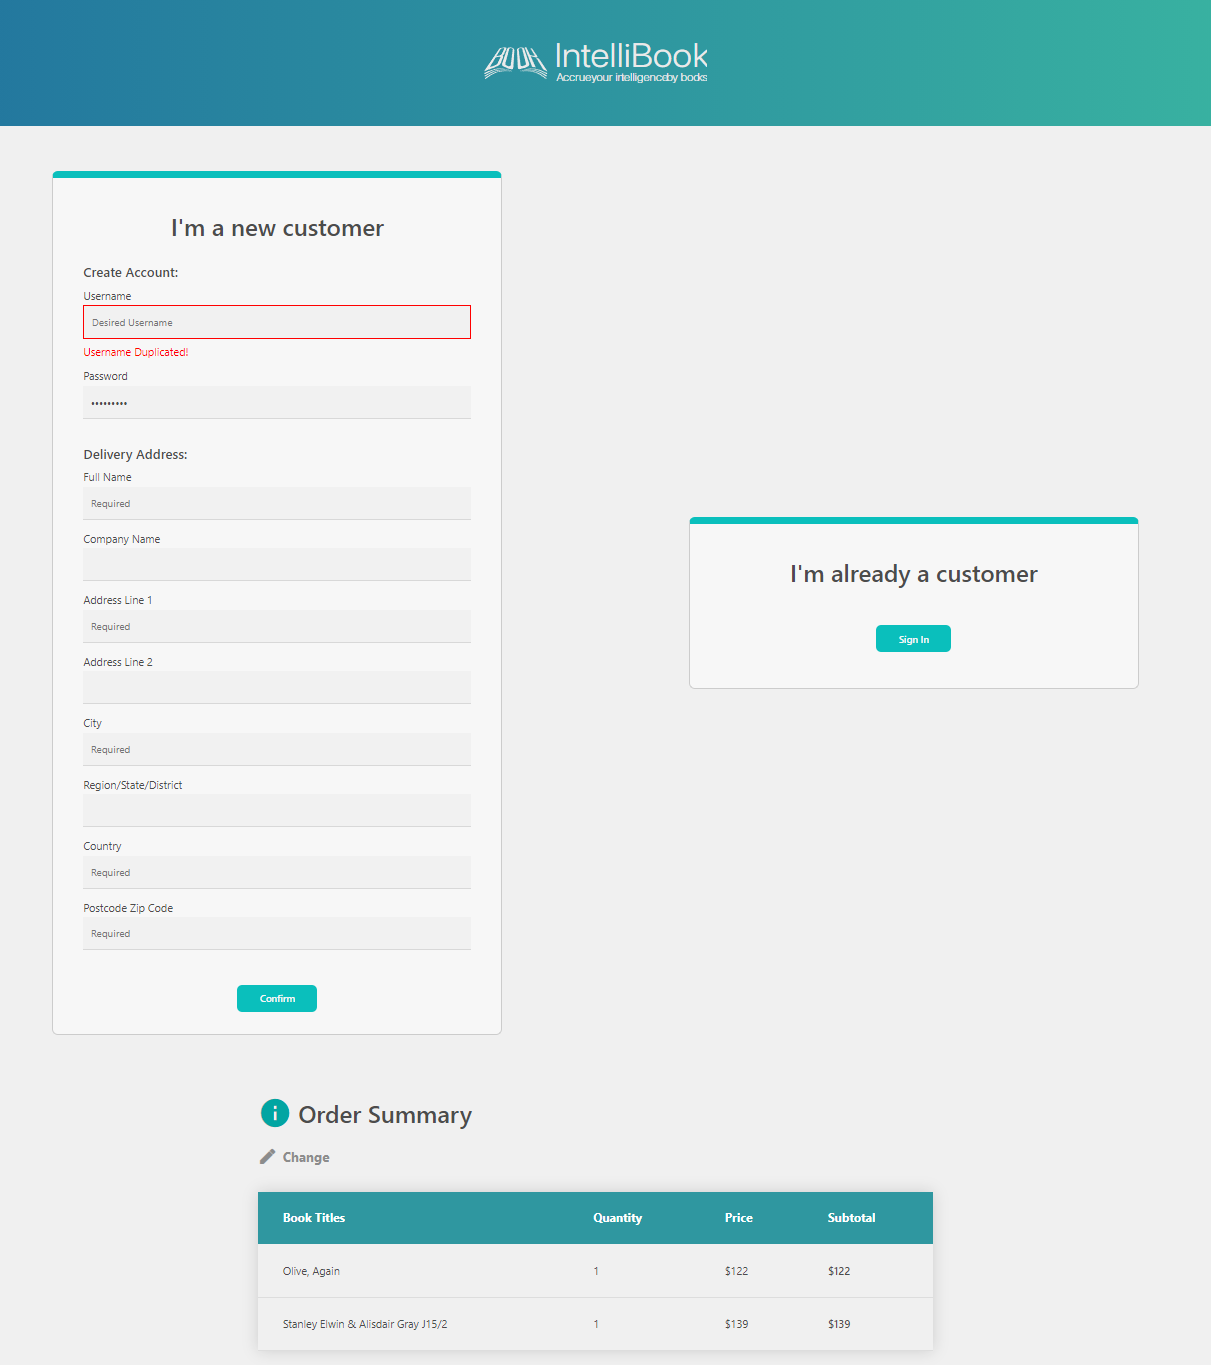 BOOK
IntelliBook
Accrueyour intelligenceby books
I'm a new customer
Create Account:
Username
Desired Username
Username Duplicated!
Password
•••••••••
Delivery Address:
Full Name
Required
Company Name
Address Line 1
Required
Address Line 2
City
Required
Region/State/District
Country
Required
Postcode Zip Code
Required
Confirm
I'm already a customer
Sign In
Order Summary
Change
Book Titles Quantity Price Subtotal
Olive, Again 1 $122 $122
Stanley Elwin & Alisdair Gray J15/2 1 $139 $139